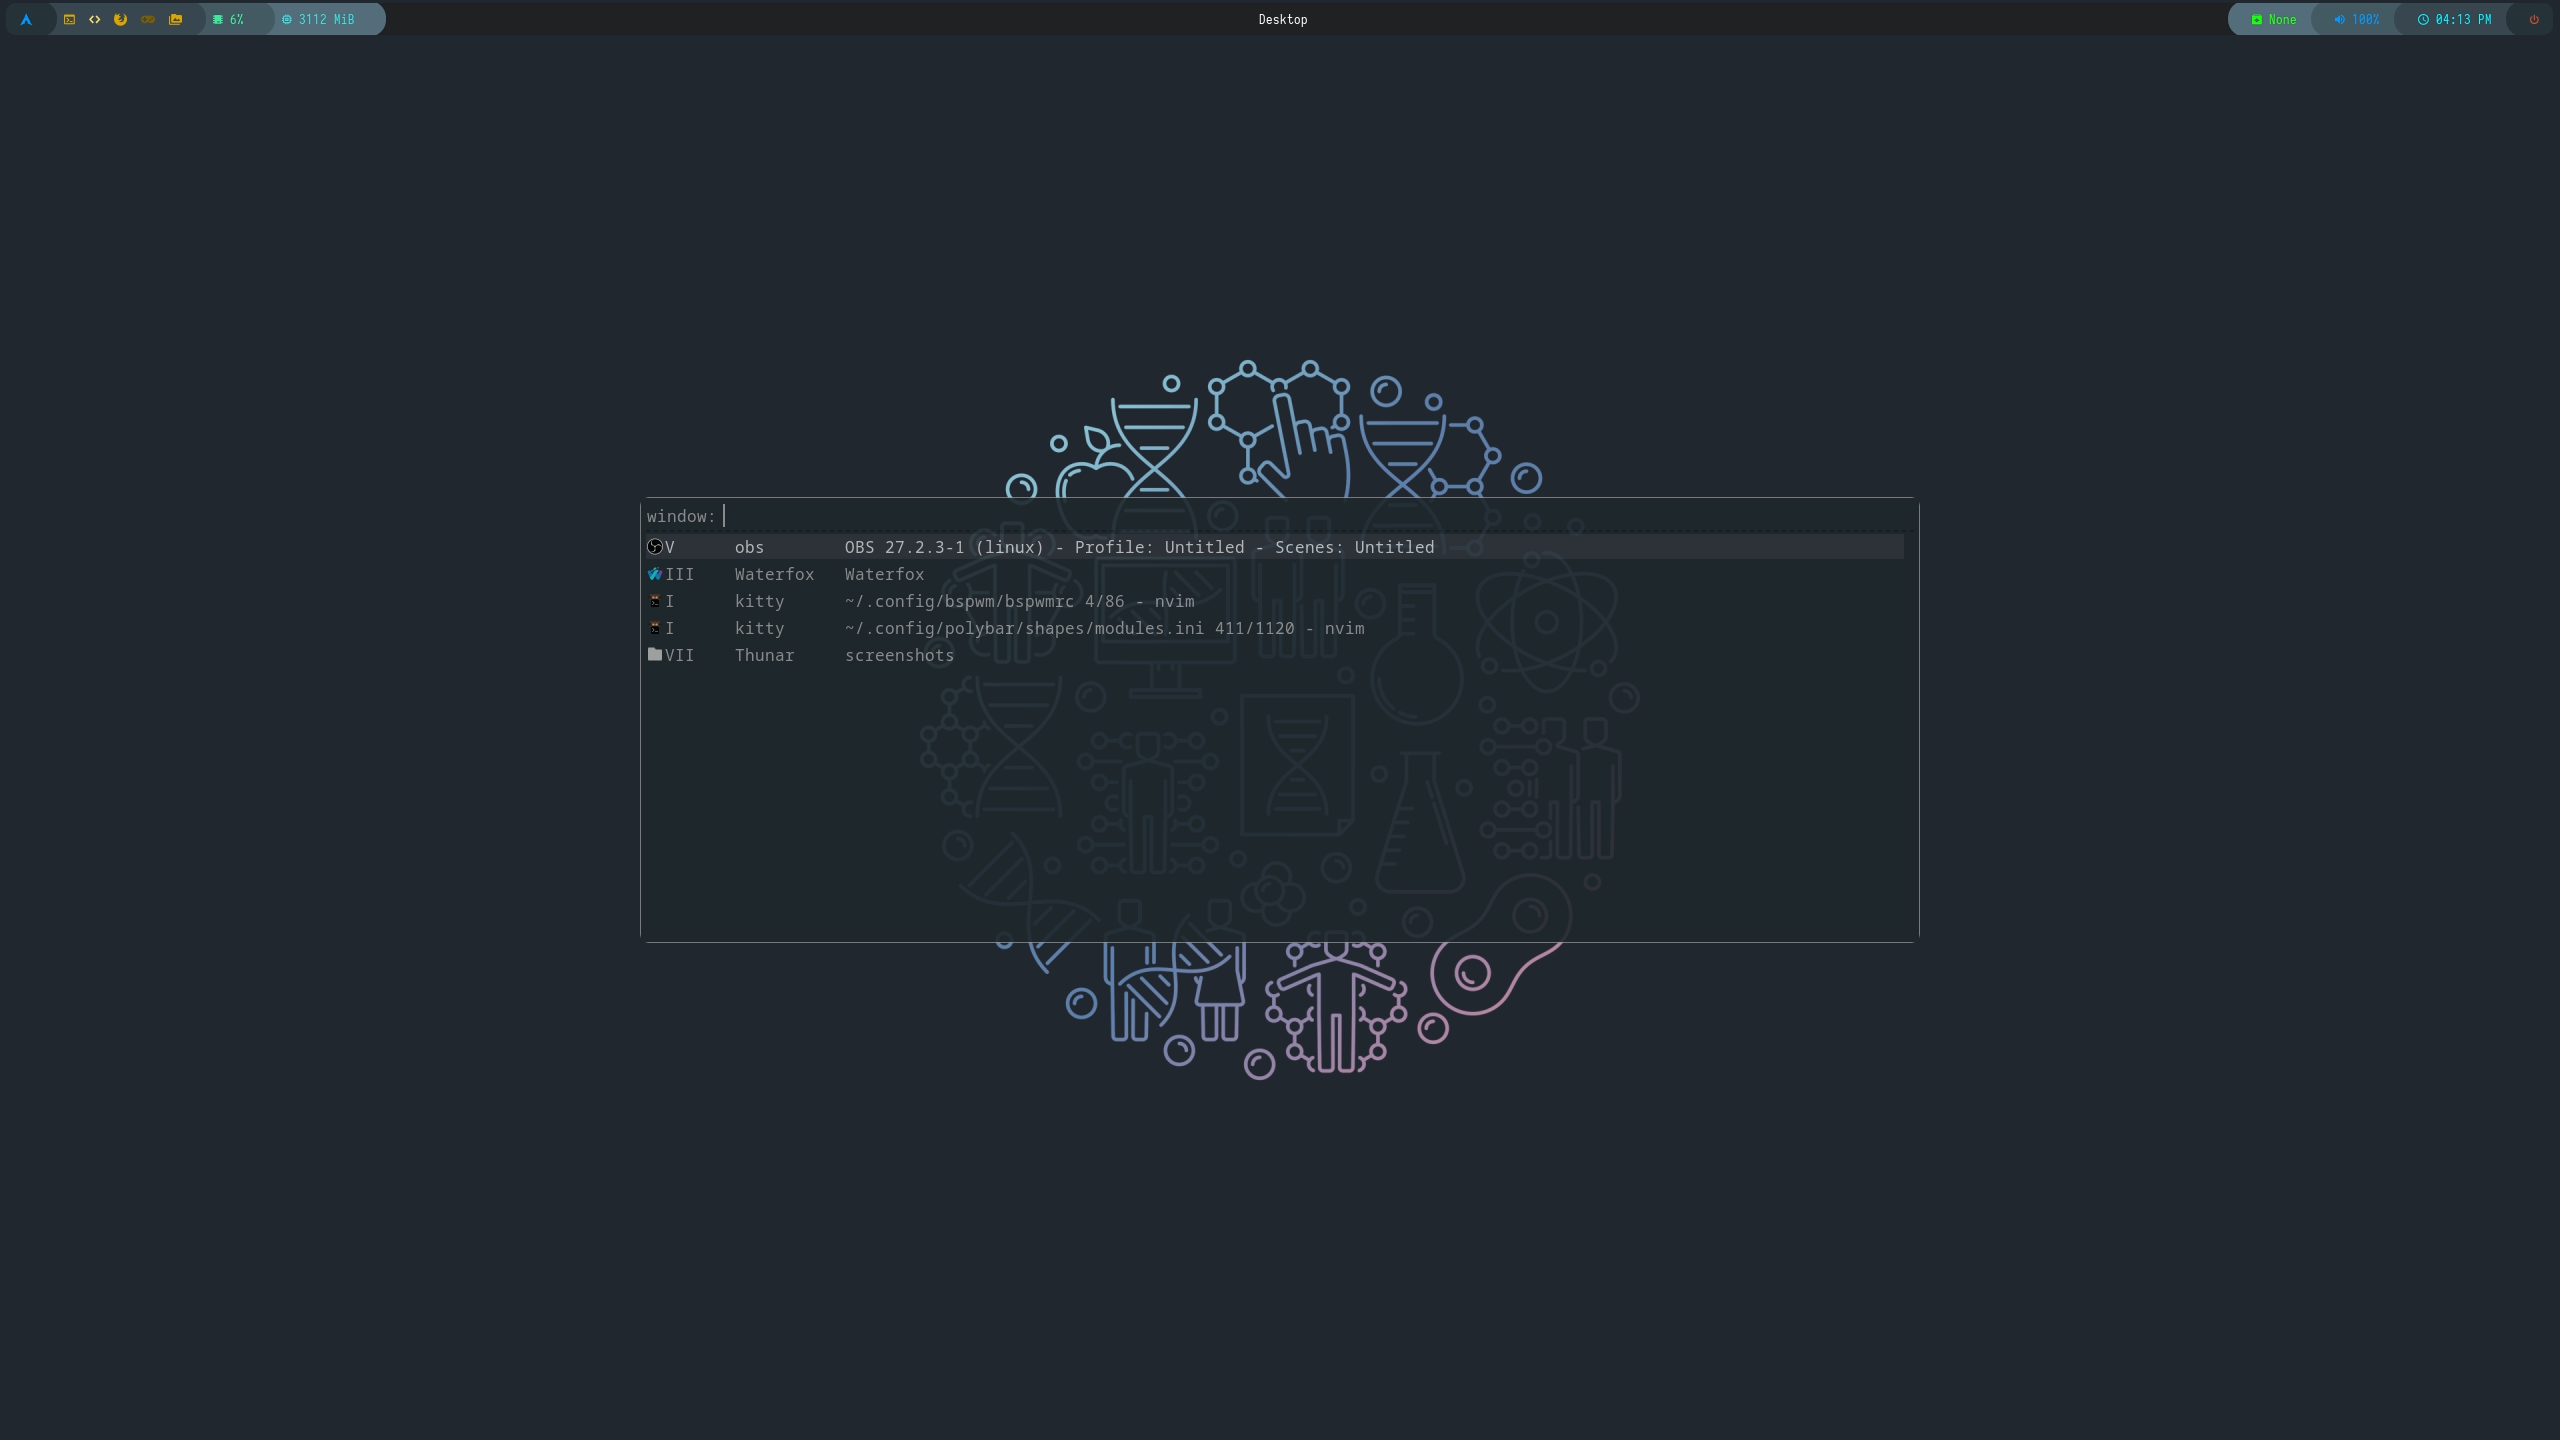 6% 3112 MiB Desktop None 100% 04:13 PM
window:
V obs OBS 27.2.3-1 (linux) - Profile: Untitled - Scenes: Untitled
III Waterfox Waterfox
I kitty ~/.config/bspwm/bspwmrc 4/86 - nvim
I kitty ~/.config/polybar/shapes/modules.ini 411/1120 - nvim
VII Thunar screenshots